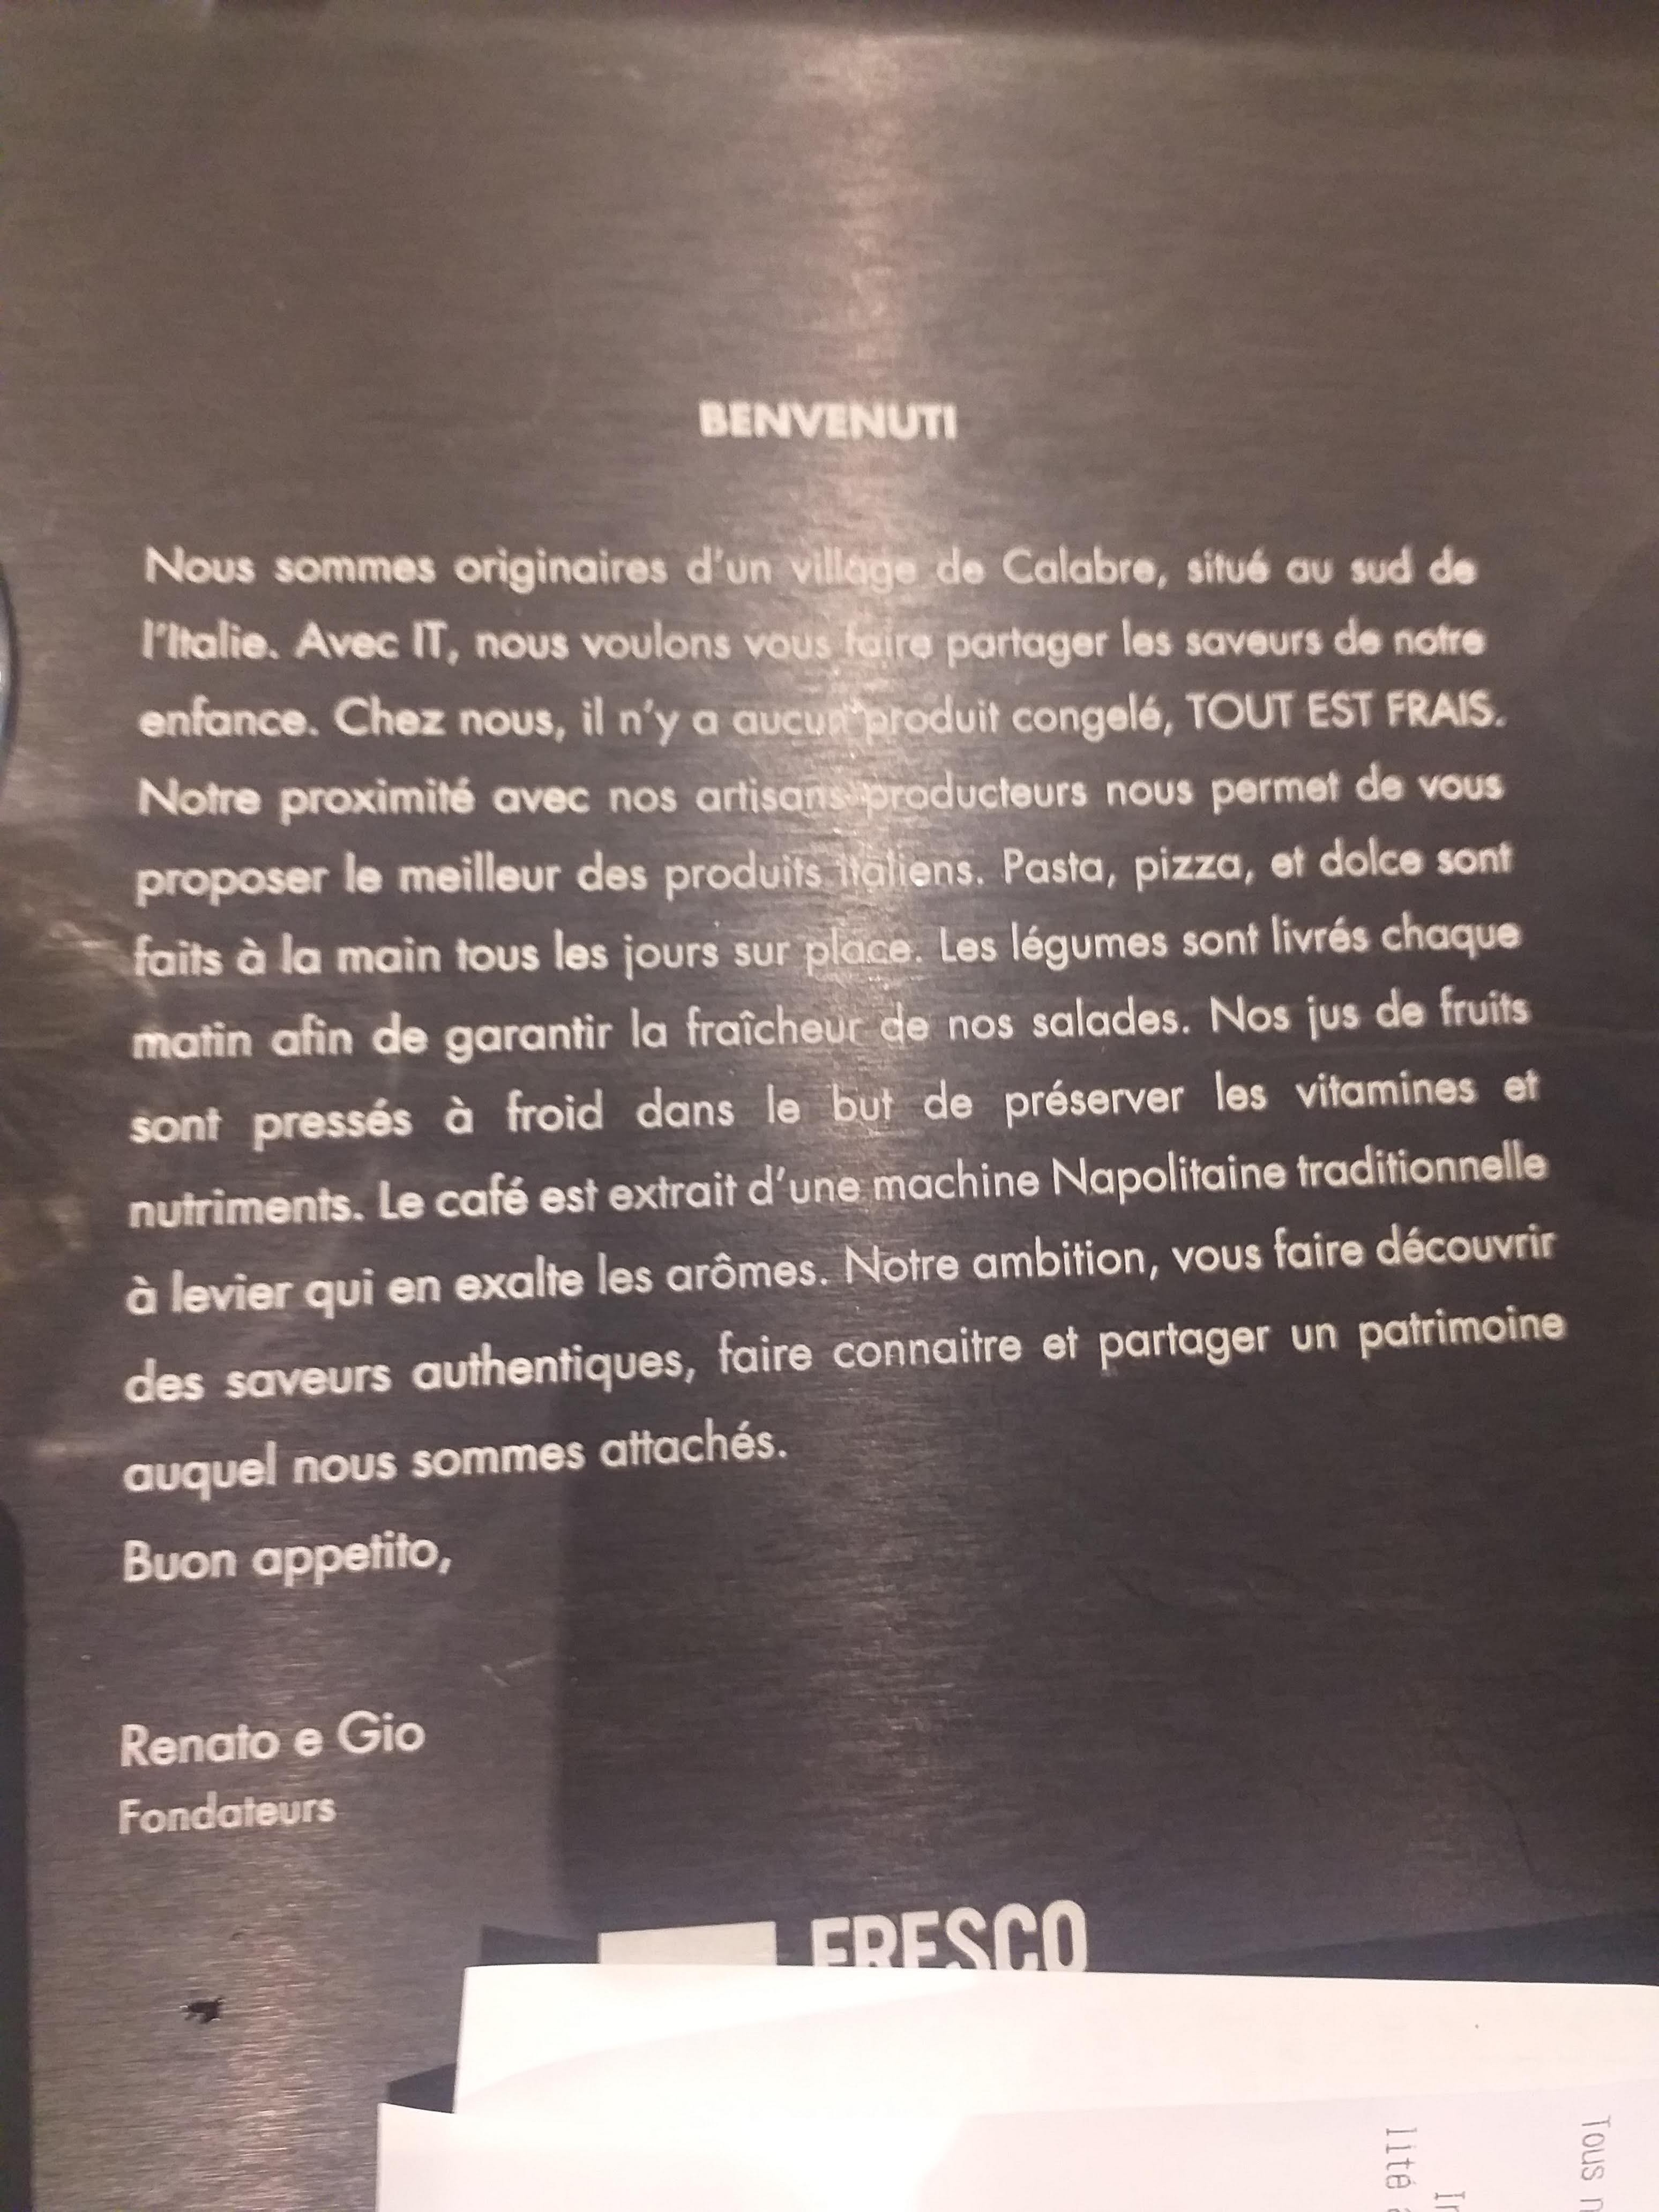 BENVENUTI
Nous sommes originaires d'un village de Calabre, situé au sud de
l'Italie. Avec IT, nous voulons vous faire partager les saveurs de notre
enfance. Chez nous, il n'y a aucun produit congelé, TOUT EST FRAIS.
Notre proximité avec nos artisans producteurs nous permet de vous
proposer le meilleur des produits italiens. Pasta, pizza, et dolce sont
faits à la main tous les jours sur place. Les légumes sont livrés chaque
matin afin de garantir la fraîcheur de nos salades. Nos jus de fruits
sont pressés à froid dans le but de préserver les vitamines et
nutriments. Le café est extrait d'une machine Napolitaine traditionnelle
à levier qui en exalte les arômes. Notre ambition, vous faire découvrir
des saveurs authentiques, faire connaitre et partager un patrimoine
auquel nous sommes attachés.
Buon appetito,
Renato e Gio
Fondateurs
FRESCO
Tous
lité